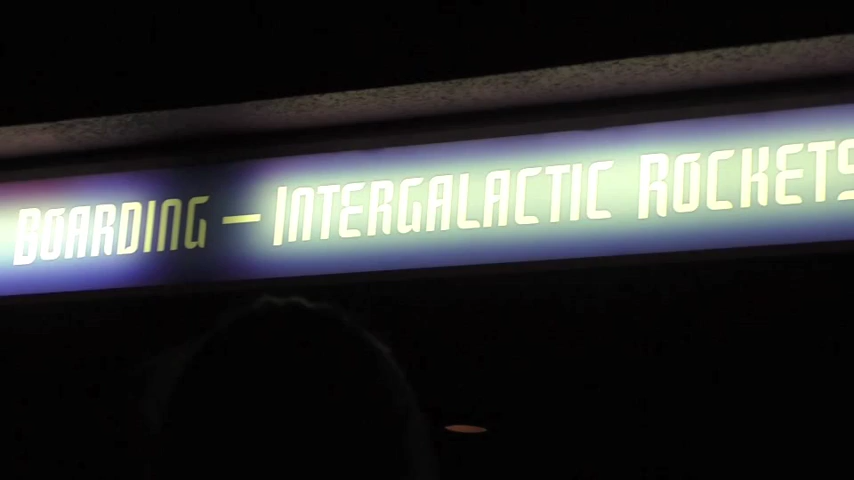 BOARDING – INTERGALACTIC ROCKETS